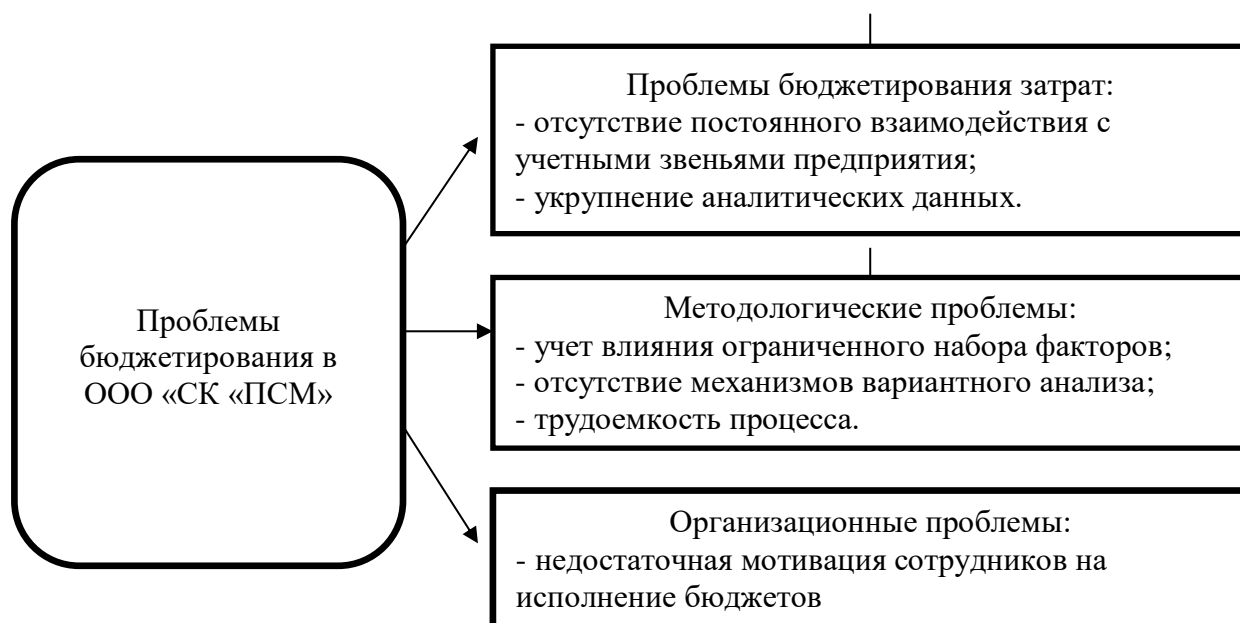 Проблемы
бюджетирования в
ООО «СК «ПСМ»
Проблемы бюджетирования затрат:
- отсутствие постоянного взаимодействия с
учетными звеньями предприятия;
- укрупнение аналитических данных.
Методологические проблемы:
- учет влияния ограниченного набора факторов;
- отсутствие механизмов вариантного анализа;
- трудоемкость процесса.
Организационные проблемы:
- недостаточная мотивация сотрудников на
исполнение бюджетов